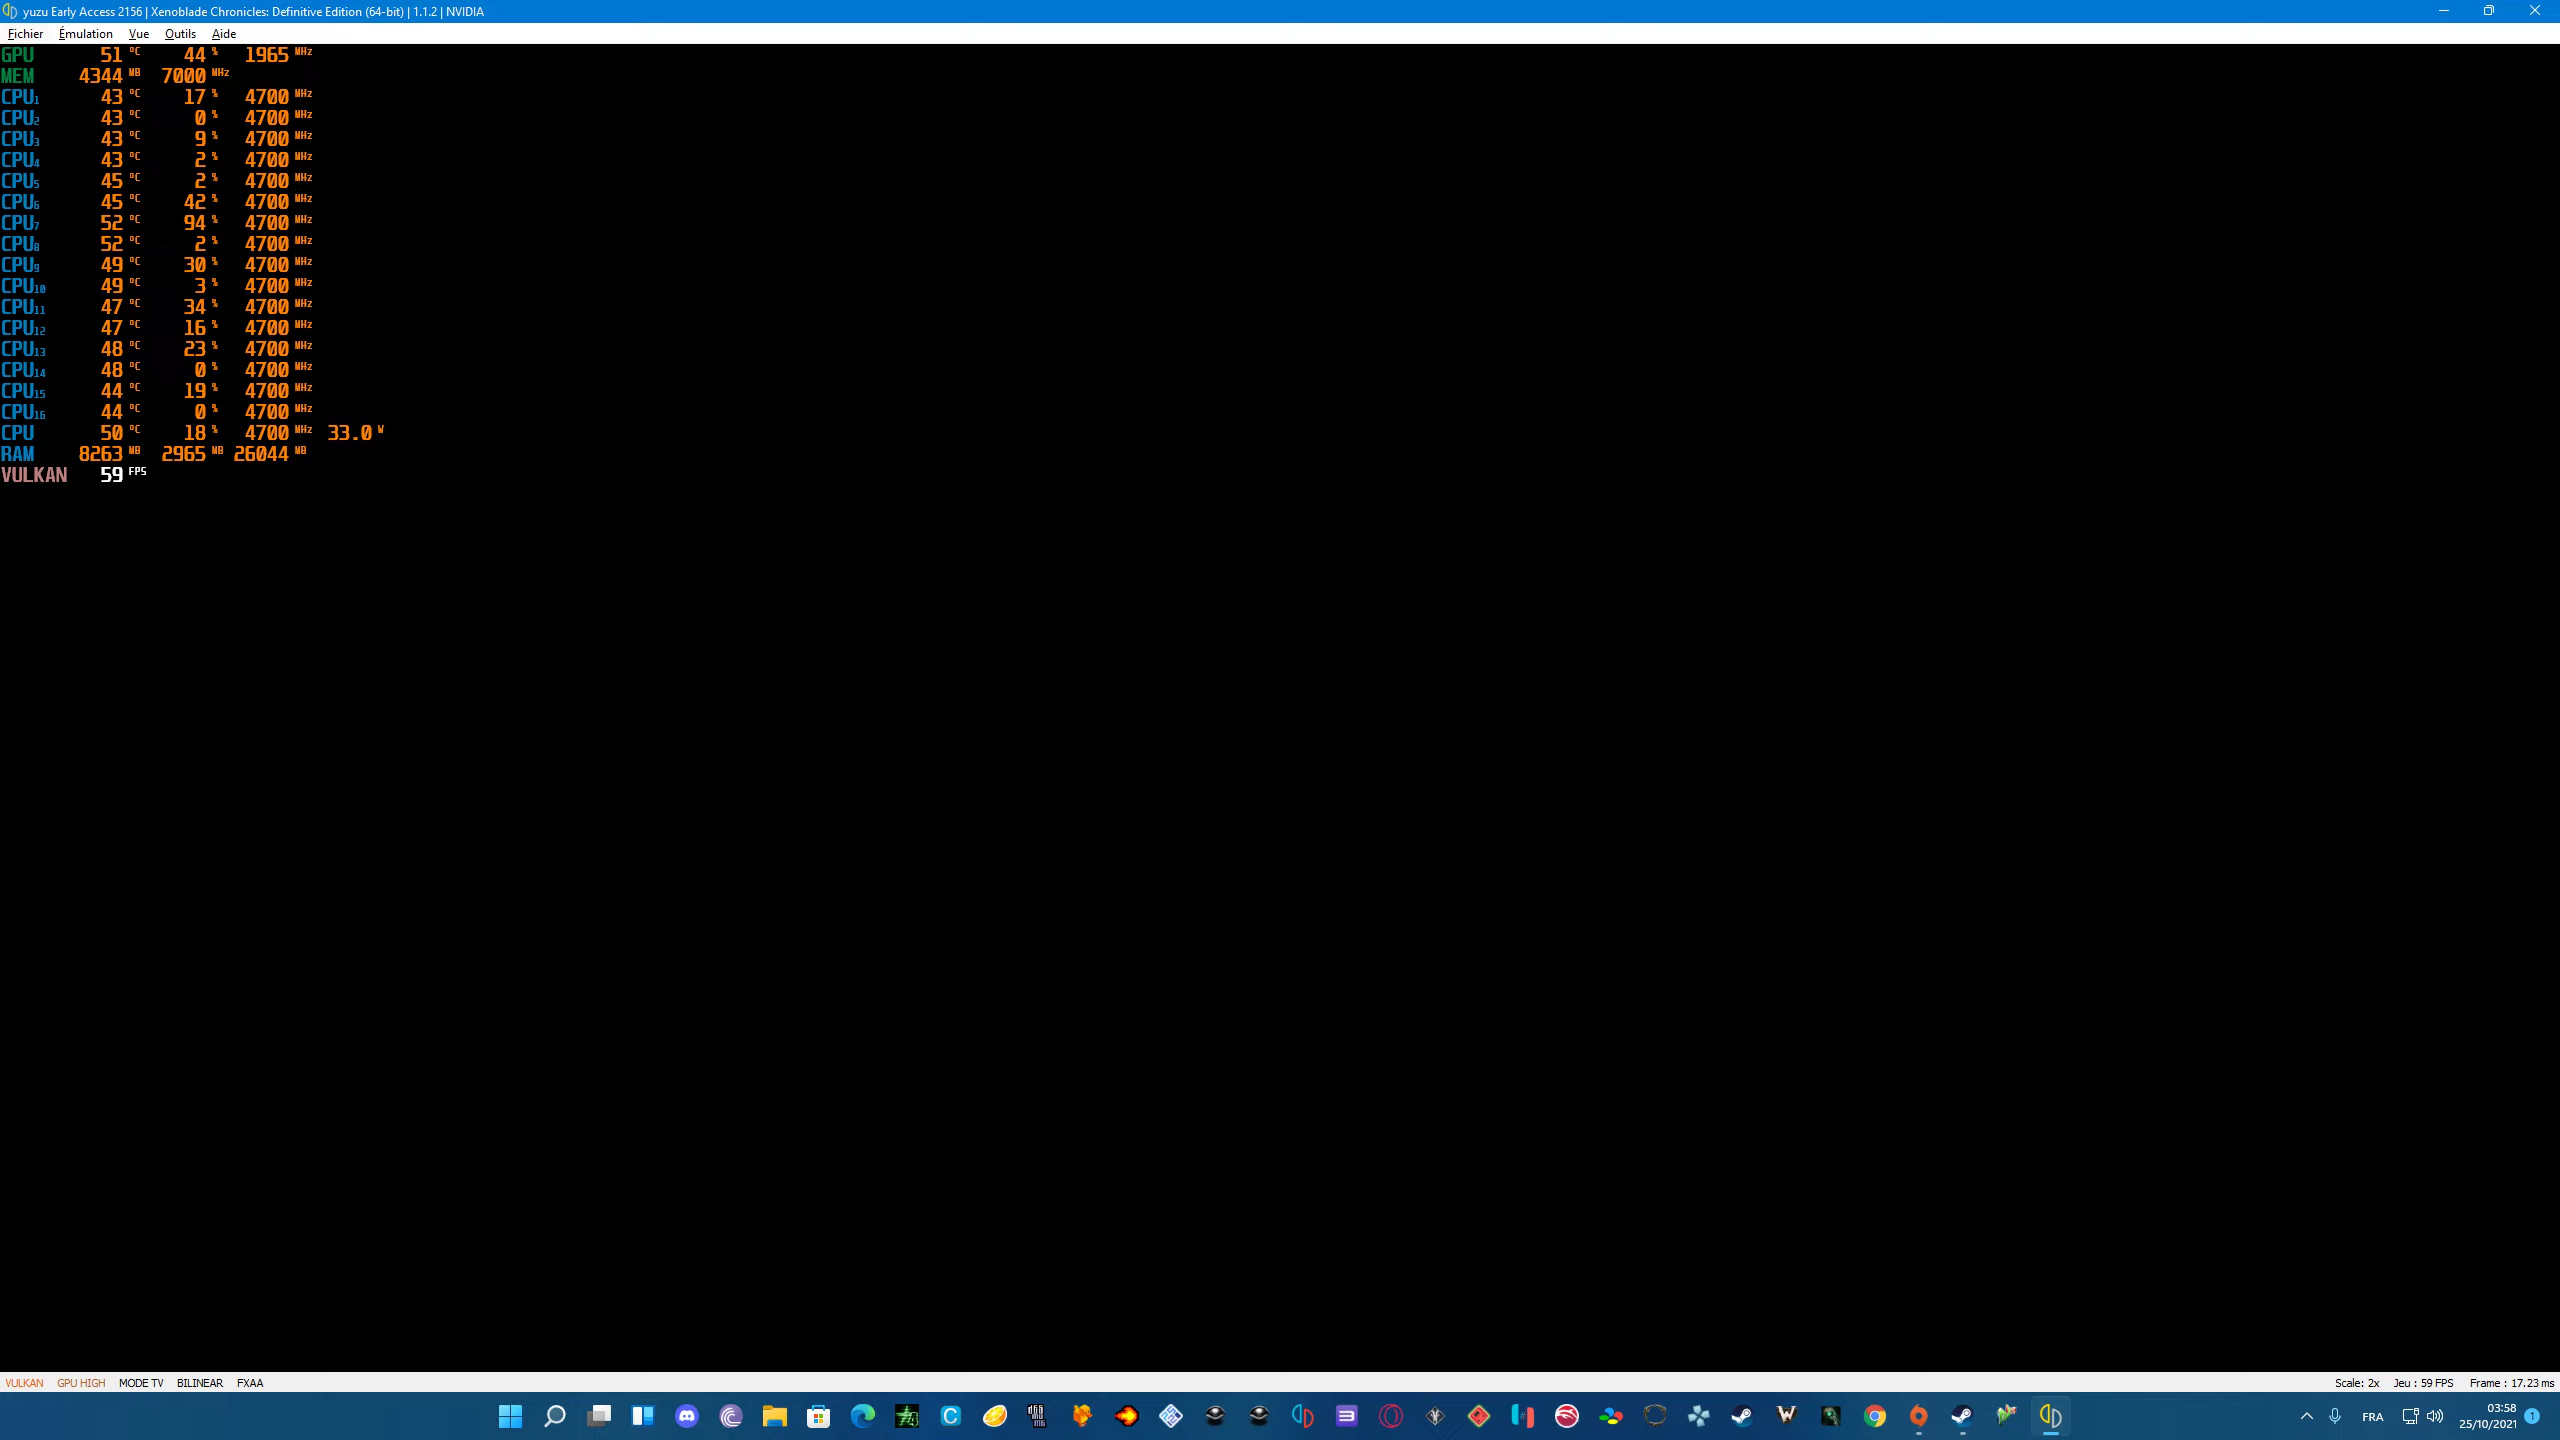 yuzu Early Access 2156 | Xenoblade Chronicles: Definitive Edition (64-bit) | 1.1.2 | NVIDIA
Fichier Émulation Vue Outils Aide
GPU 51 °C 44 % 1965 MHz
MEM 4344 MB 7000 MHz
CPU1 43 °C 17 % 4700 MHz
CPU2 43 °C 0 % 4700 MHz
CPU3 43 °C 9 % 4700 MHz
CPU4 43 °C 2 % 4700 MHz
CPU5 45 °C 2 % 4700 MHz
CPU6 45 °C 42 % 4700 MHz
CPU7 52 °C 94 % 4700 MHz
CPU8 52 °C 2 % 4700 MHz
CPU9 49 °C 30 % 4700 MHz
CPU10 49 °C 3 % 4700 MHz
CPU11 47 °C 34 % 4700 MHz
CPU12 47 °C 16 % 4700 MHz
CPU13 48 °C 23 % 4700 MHz
CPU14 48 °C 0 % 4700 MHz
CPU15 44 °C 19 % 4700 MHz
CPU16 44 °C 0 % 4700 MHz
CPU 50 °C 18 % 4700 MHz 33.0 W
RAM 8263 MB 2965 MB 26044 MB
VULKAN 59 FPS
VULKAN GPU HIGH MODE TV BILINEAR FXAA Scale: 2x Jeu : 59 FPS Frame : 17.23 ms
FRA 03:58 1
25/10/2021